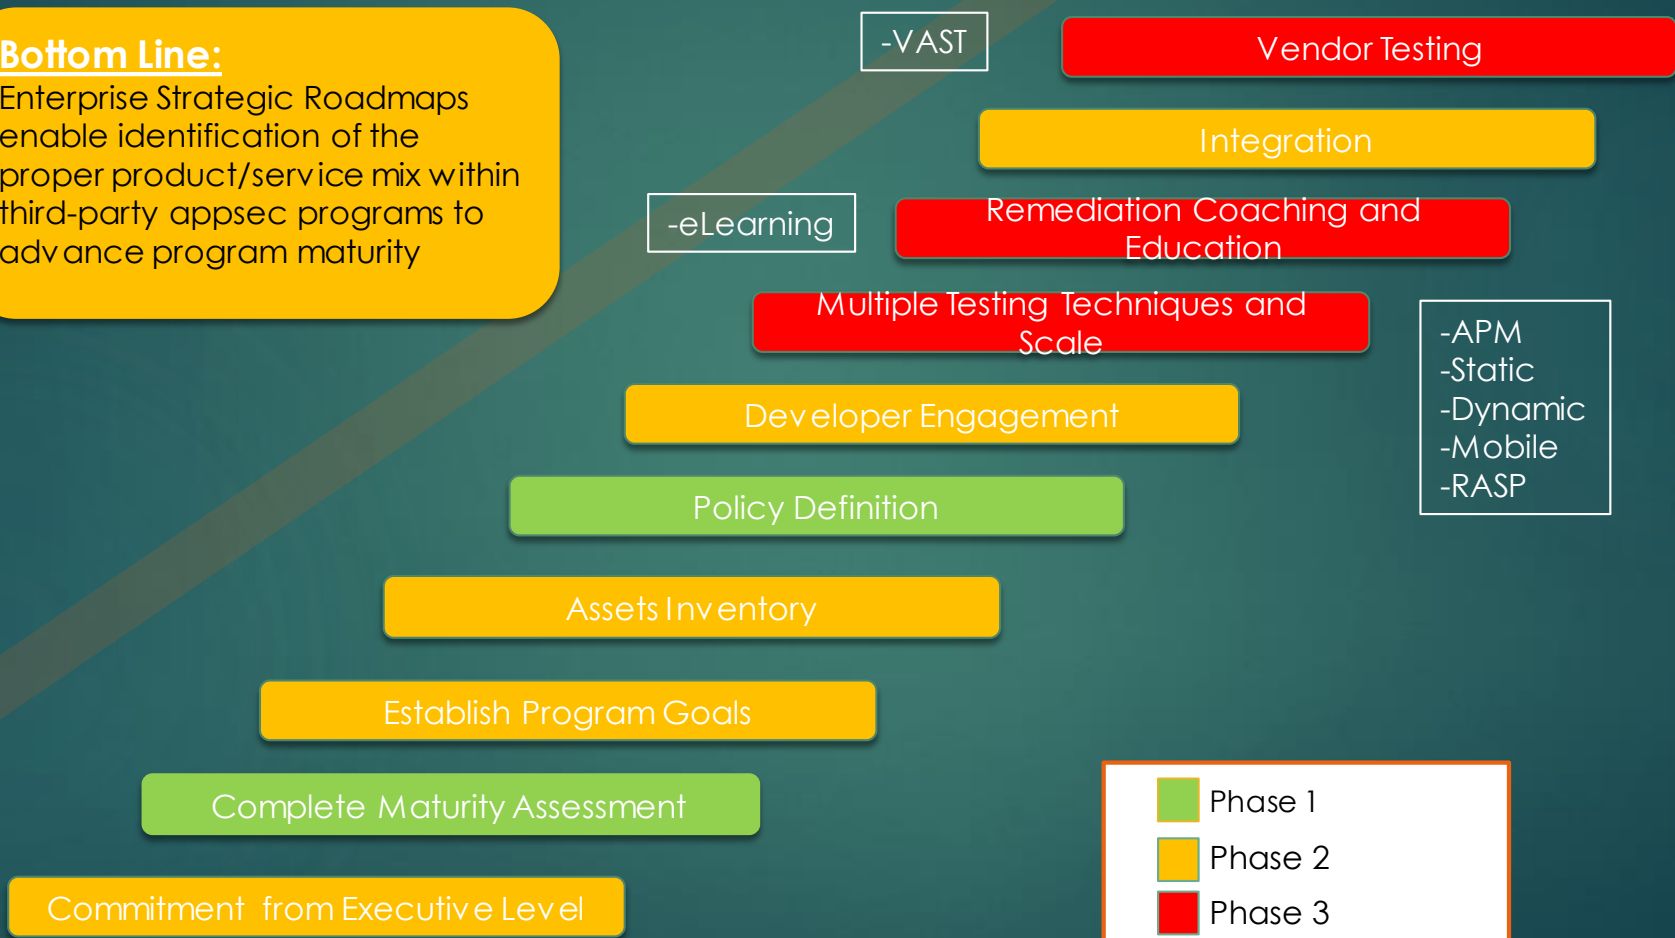 Bottom Line:
Enterprise Strategic Roadmaps
enable identification of the
proper product/service mix within
third-party appsec programs to
advance program maturity
-VAST
Vendor Testing
Integration
-eLearning
Remediation Coaching and
Education
Multiple Testing Techniques and
Scale
-APM
-Static
-Dynamic
-Mobile
-RASP
Developer Engagement
Policy Definition
Assets Inventory
Establish Program Goals
Complete Maturity Assessment
Commitment from Executive Level
Phase 1
Phase 2
Phase 3